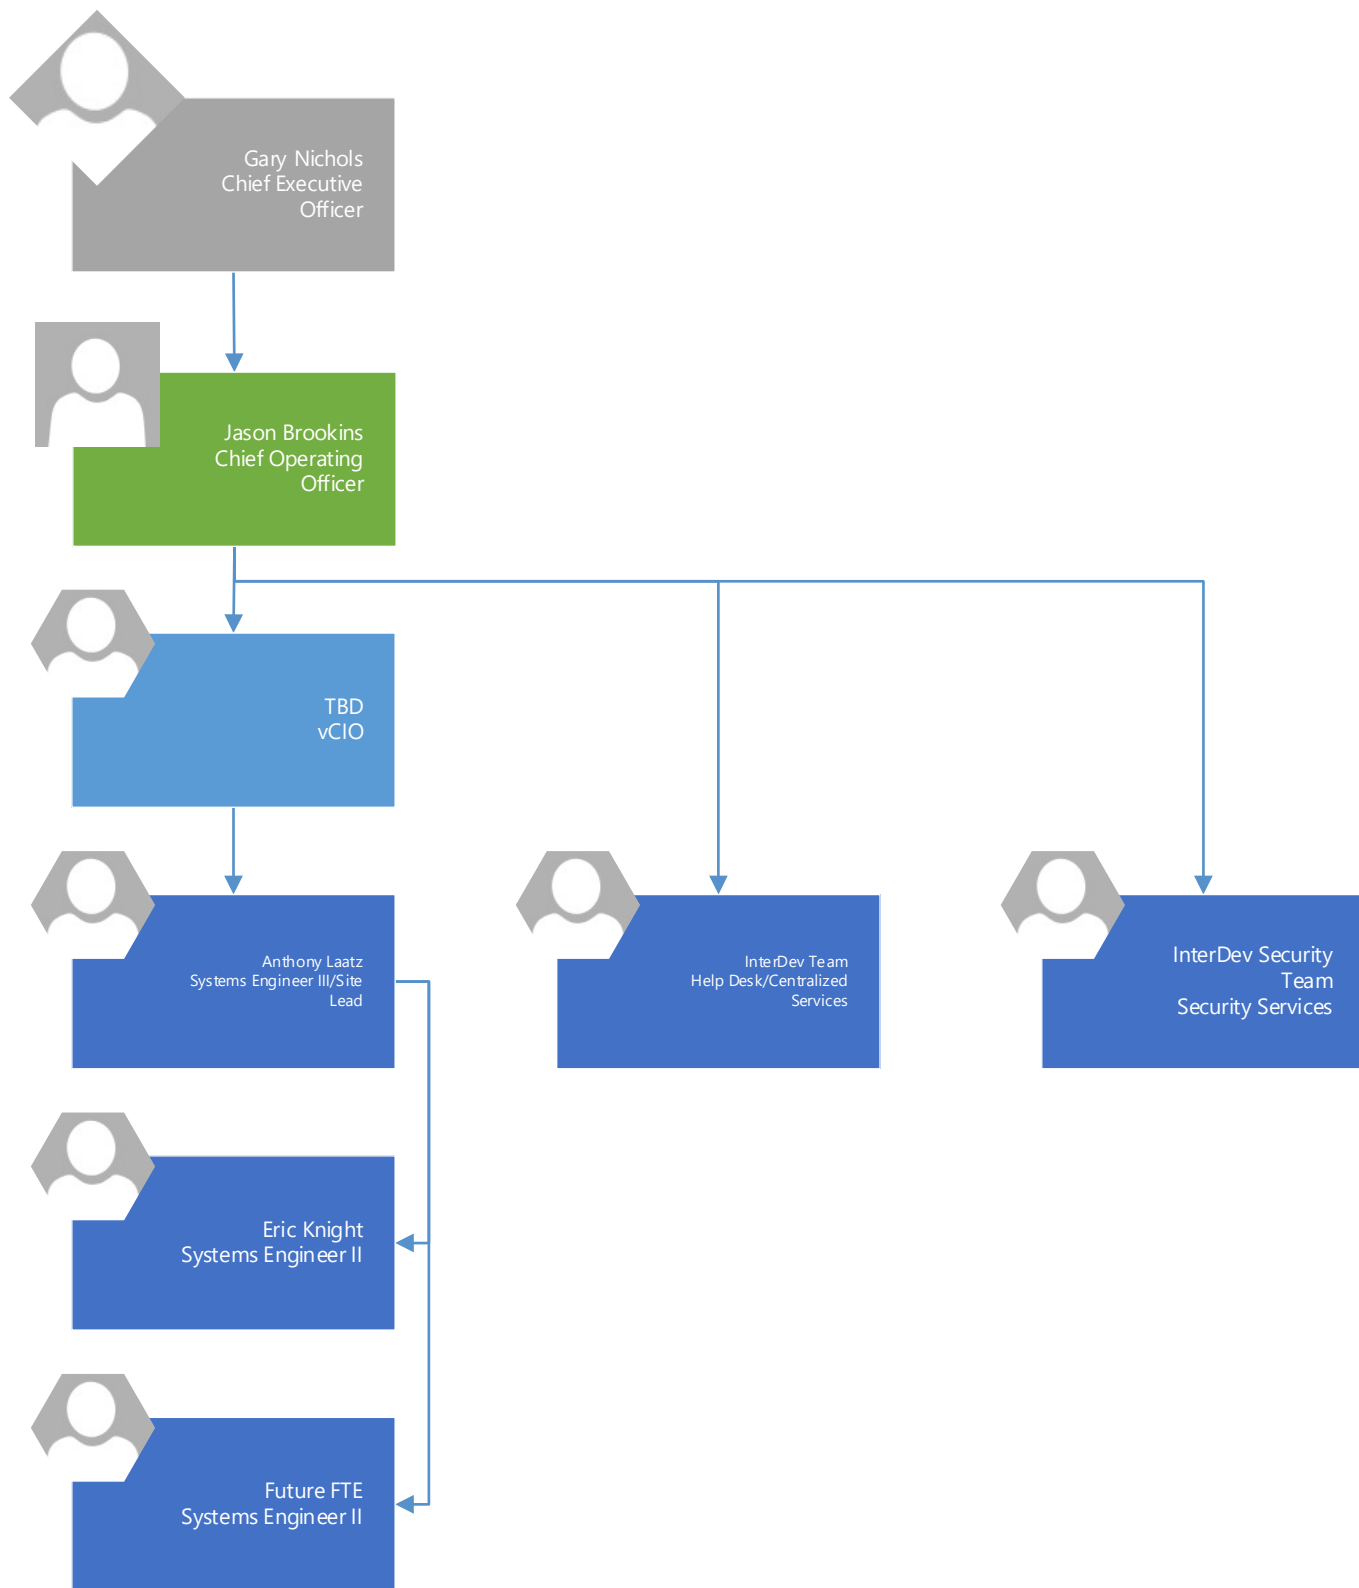 Gary Nichols
Chief Executive
Officer
Jason Brookins
Chief Operating
Officer
TBD
vCIO
Anthony Laatz
Systems Engineer III/Site
Lead
InterDev Team
Help Desk/Centralized
Services
InterDev Security
Team
Security Services
Eric Knight
Systems Engineer II
Future FTE
Systems Engineer II